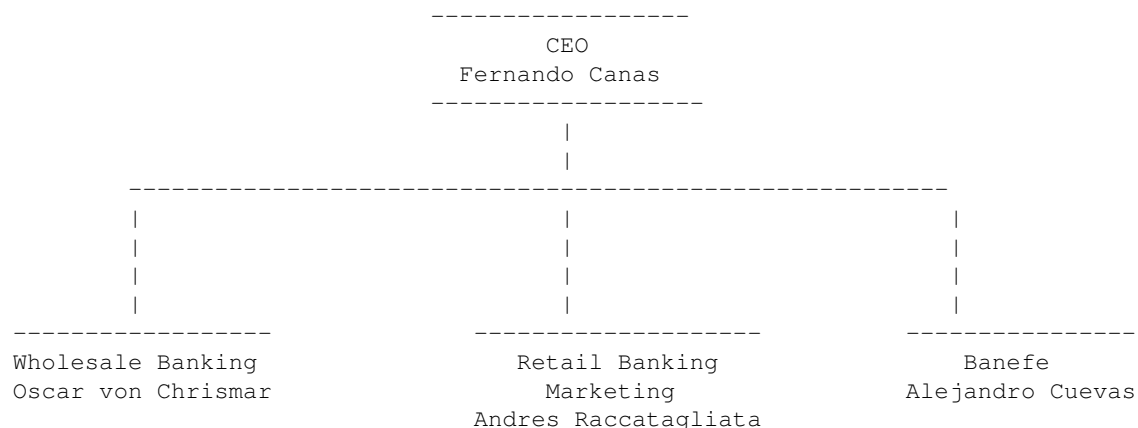 CEO
Fernando Canas
Wholesale Banking
Oscar von Chrismar
Retail Banking
Marketing
Andres Raccatagliata
Banefe
Alejandro Cuevas